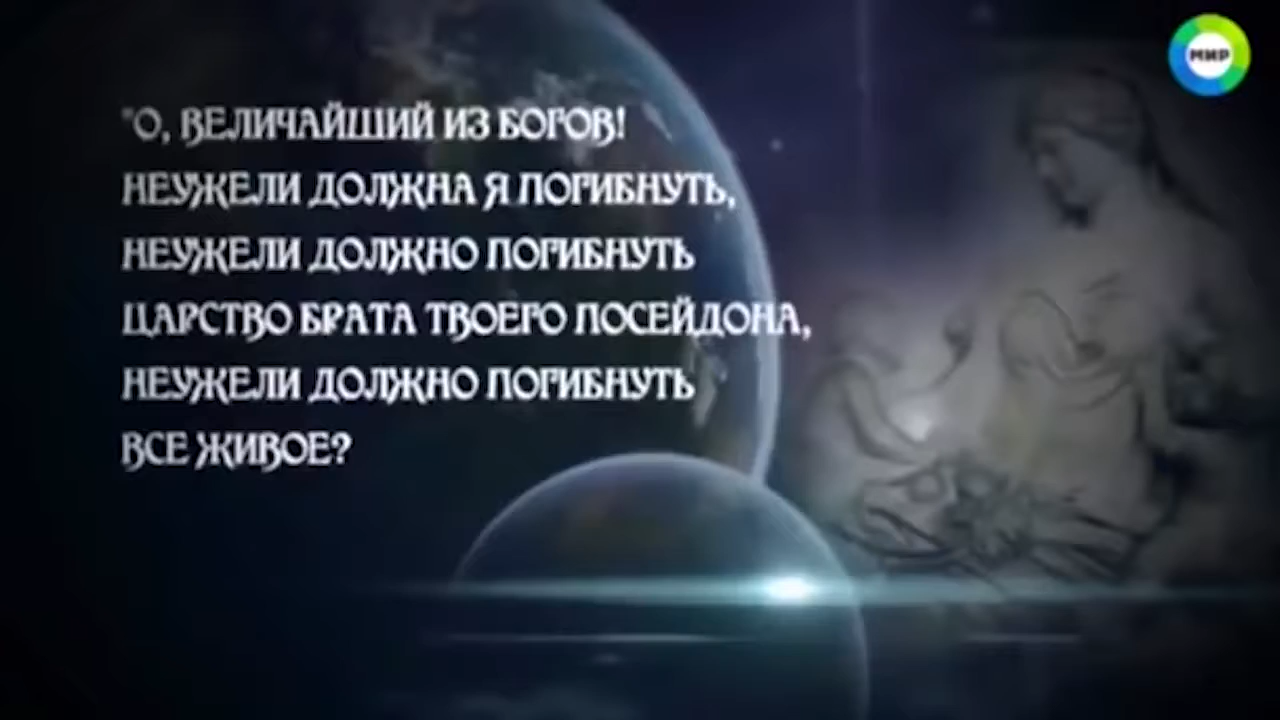 "О, ВЕЛИЧАЙШИЙ ИЗ БОГОВ!
НЕУЖЕЛИ ДОЛЖНА Я ПОГИБНУТЬ,
НЕУЖЕЛИ ДОЛЖНО ПОГИБНУТЬ
ЦАРСТВО БРАТА ТВОЕГО ПОСЕЙДОНА,
НЕУЖЕЛИ ДОЛЖНО ПОГИБНУТЬ
ВСЕ ЖИВОЕ?
МИР